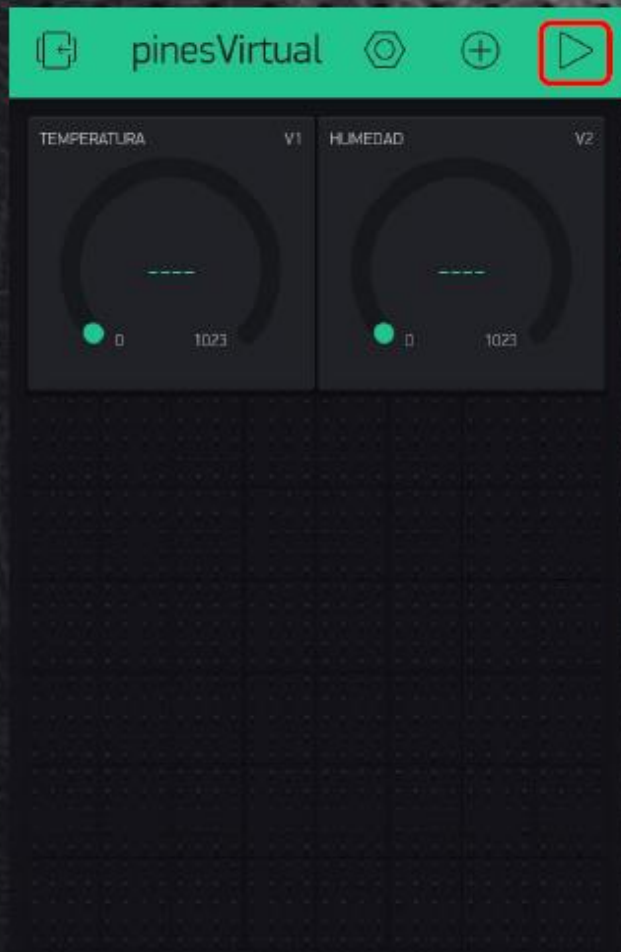 pinesVirtual
TEMPERATURA V1 HUMEDAD V2
----
----
0 1023 0 1023